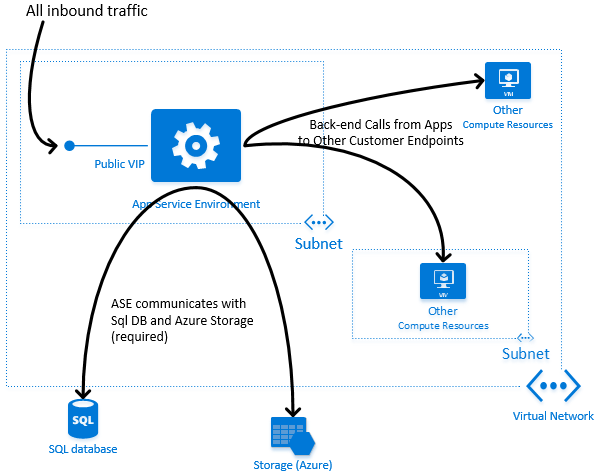 All inbound traffic
VM
Other
Compute Resources
Back-end Calls from Apps
to Other Customer Endpoints
Public VIP
App Service Environment
Subnet
VM
Other
Compute Resources
ASE communicates with
Sql DB and Azure Storage
(required)
Subnet
Virtual Network
SQL
SQL database
Storage (Azure)